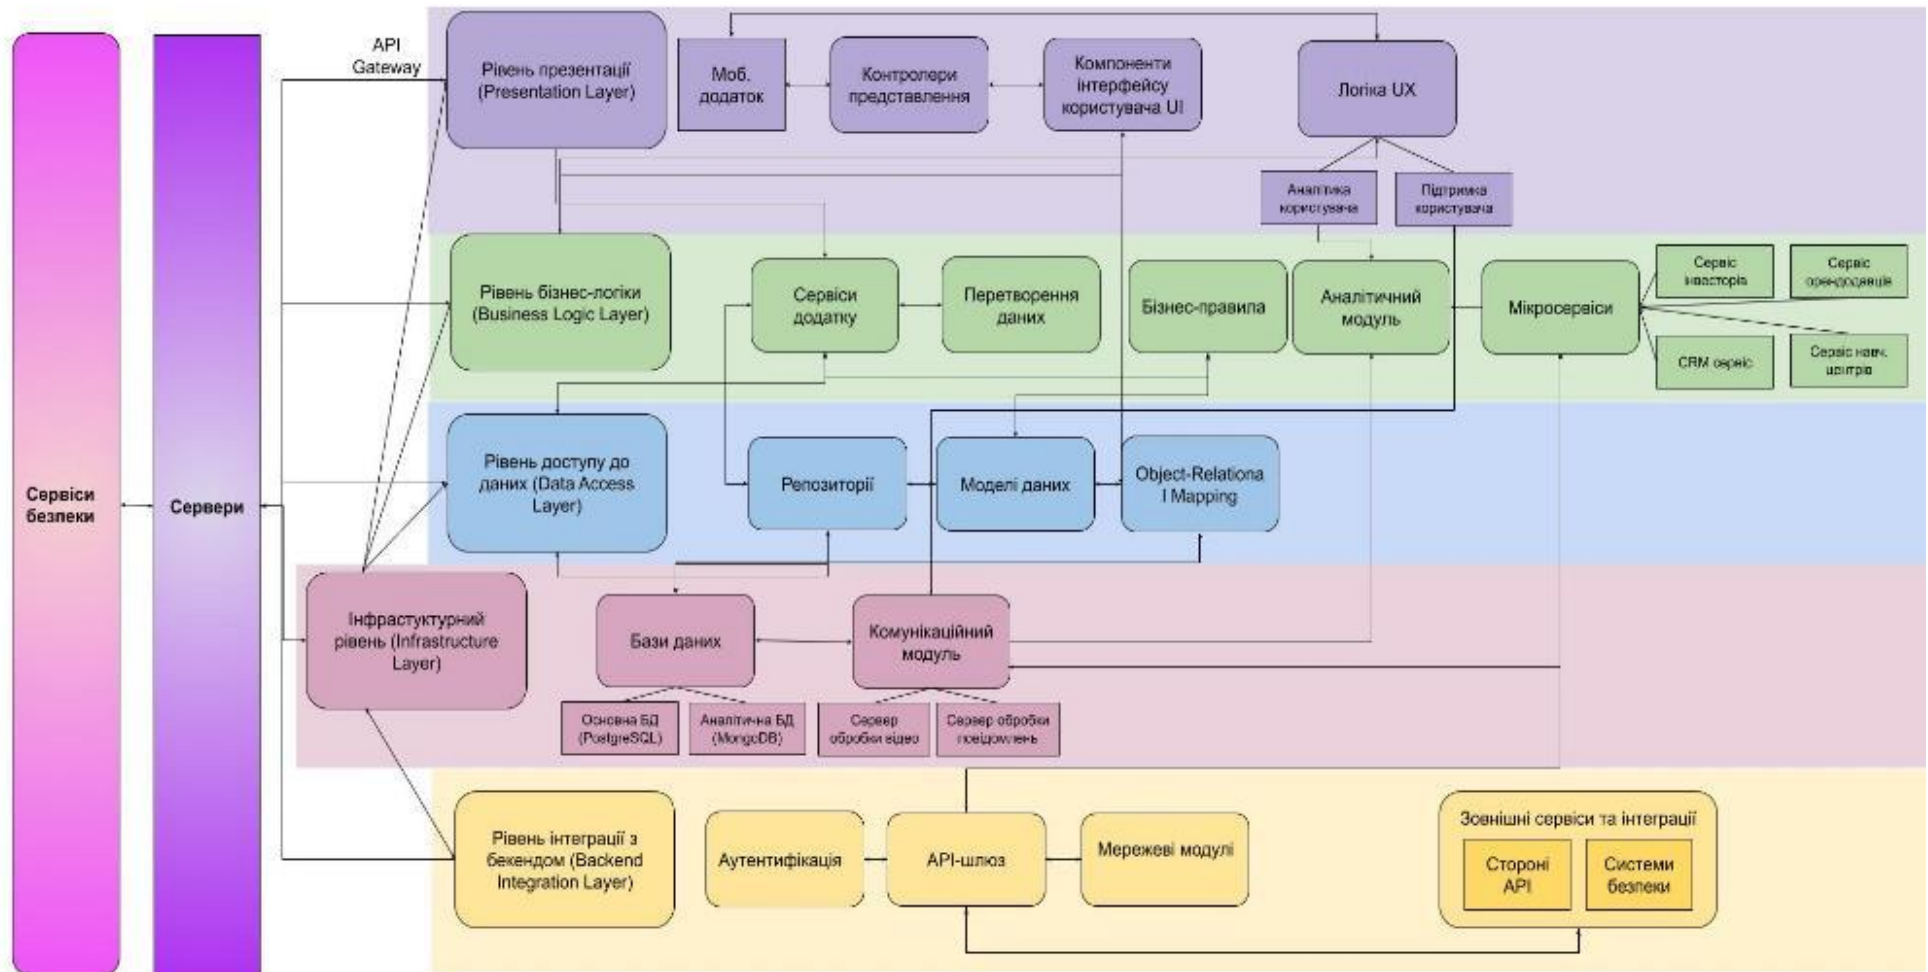 API
Gateway
Рівень презентації
(Presentation Layer)
Моб.
додаток
Контролери
представлення
Компоненти
інтерфейсу
користувача UI
Логіка UX
Аналітика
користувача
Підтримка
користувача
Рівень бізнес-логіки
(Business Logic Layer)
Сервіси
додатку
Перетворення
даних
Бізнес-правила
Аналітичний
модуль
Мікросервіси
Сервіс
інвесторів
Сервіс
орендодавців
CRM сервіс
Сервіс навч.
центрів
Сервіси
безпеки
Сервери
Рівень доступу до
даних (Data Access
Layer)
Репозиторії
Моделі даних
Object-Relationa
l Mapping
Інфрастуктурний
рівень (Infrastructure
Layer)
Бази даних
Комунікаційний
модуль
Основна БД
(PostgreSQL)
Аналітична БД
(MongoDB)
Сервер
обробки відео
Сервер обробки
повідомлень
Рівень інтеграції з
бекендом (Backend
Integration Layer)
Аутентифікація
API-шлюз
Мережеві модулі
Зовнішні сервіси та інтеграції
Стороні
API
Системи
безпеки